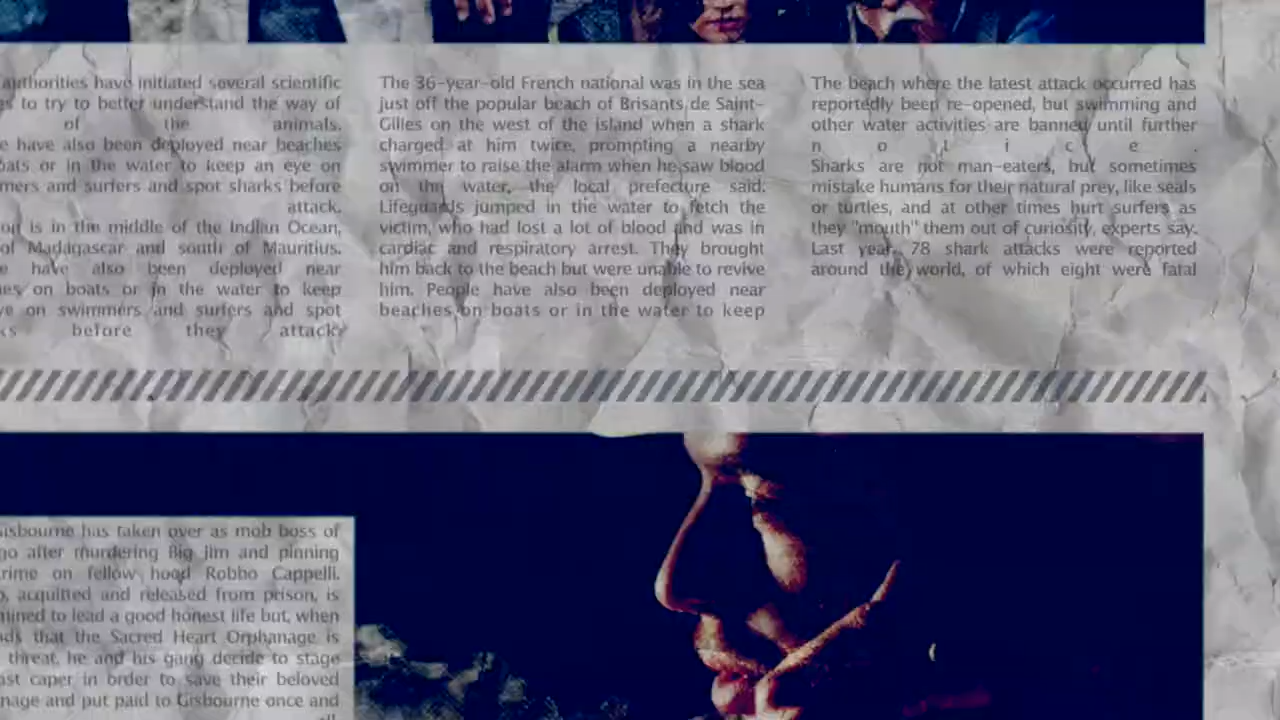 authorities have initiated several scientific
to try to better understand the way of
of the animals.
have also been deployed near beaches
or in the water to keep an eye on
and surfers and spot sharks before
attack.
is in the middle of the Indian Ocean,
of Madagascar and south of Mauritius.
have also been deployed near
on boats or in the water to keep
on swimmers and surfers and spot
before they attack
The 36-year-old French national was in the sea
just off the popular beach of Brisants de Saint-
Gilles on the west of the island when a shark
charged at him twice, prompting a nearby
swimmer to raise the alarm when he saw blood
on the water, the local prefecture said.
Lifeguards jumped in the water to fetch the
victim, who had lost a lot of blood and was in
cardiac and respiratory arrest. They brought
him back to the beach but were unable to revive
him. People have also been deployed near
beaches on boats or in the water to keep
The beach where the latest attack occurred has
reportedly been re-opened, but swimming and
other water activities are banned until further
n o t i c e .
Sharks are not man-eaters, but sometimes
mistake humans for their natural prey, like seals
or turtles, and at other times hurt surfers as
they "mouth" them out of curiosity, experts say.
Last year, 78 shark attacks were reported
around the world, of which eight were fatal
has taken over as mob boss of
after murdering Big Jim and pinning
on fellow hood Robbo Cappelli.
acquitted and released from prison, is
to lead a good honest life but, when
that the Sacred Heart Orphanage is
threat, he and his gang decide to stage
caper in order to save their beloved
and put paid to Gisbourne once and